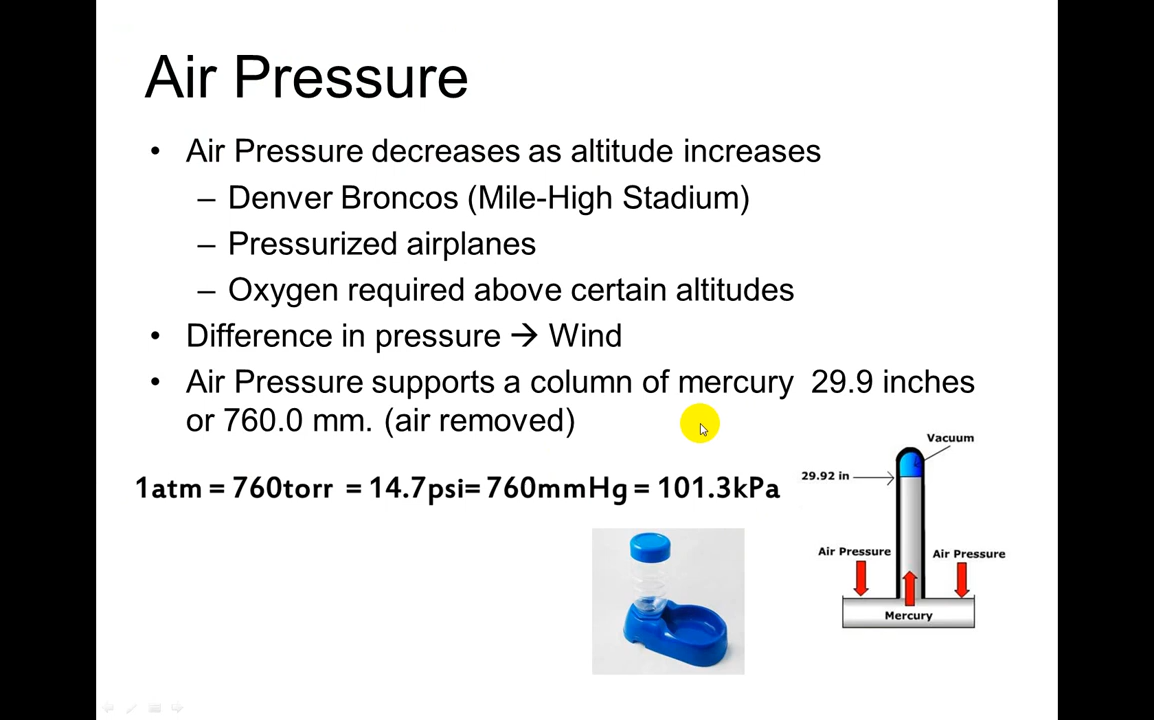 Air Pressure
• Air Pressure decreases as altitude increases
– Denver Broncos (Mile-High Stadium)
– Pressurized airplanes
– Oxygen required above certain altitudes
• Difference in pressure → Wind
• Air Pressure supports a column of mercury 29.9 inches
or 760.0 mm. (air removed)
1atm = 760torr = 14.7psi= 760mmHg = 101.3kPa
Vacuum
29.92 in
Air Pressure
Air Pressure
Mercury